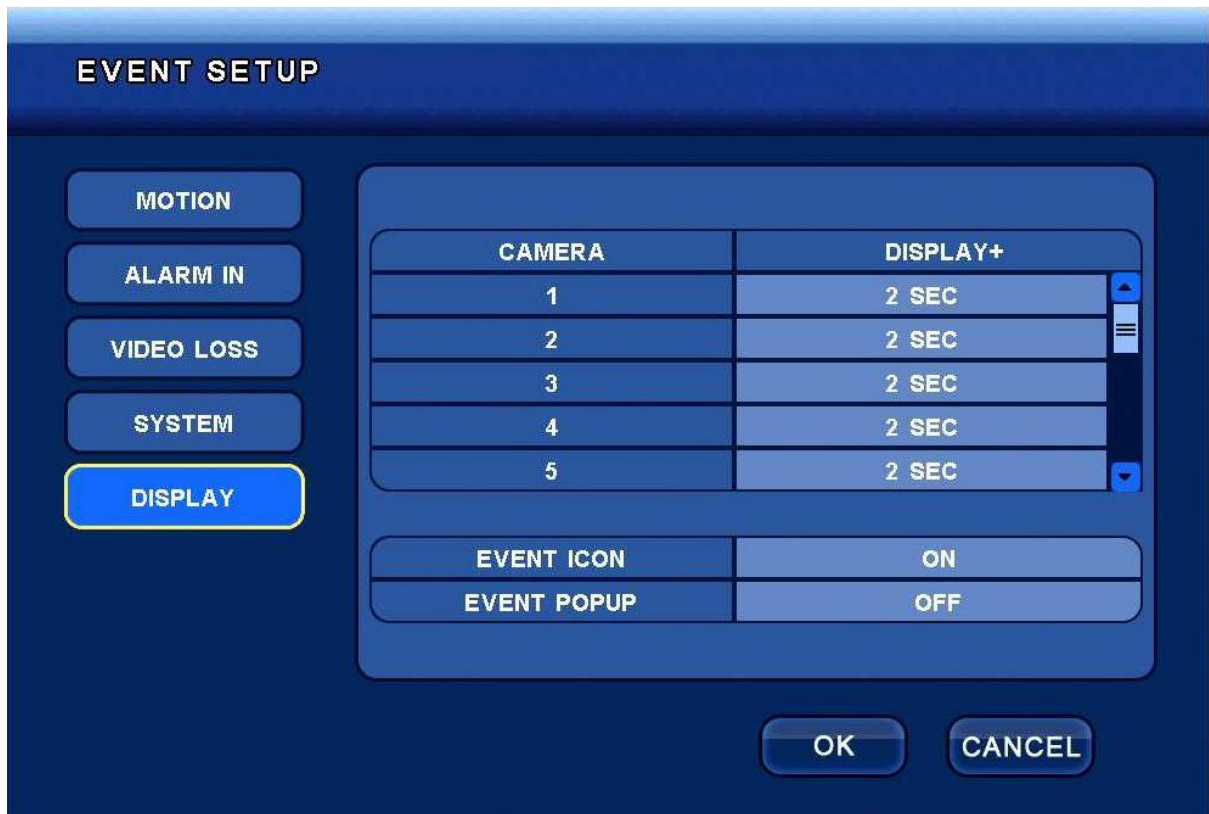 EVENT SETUP
MOTION
ALARM IN
VIDEO LOSS
SYSTEM
DISPLAY
CAMERA DISPLAY+
1 2 SEC
2 2 SEC
3 2 SEC
4 2 SEC
5 2 SEC
EVENT ICON ON
EVENT POPUP OFF
OK CANCEL